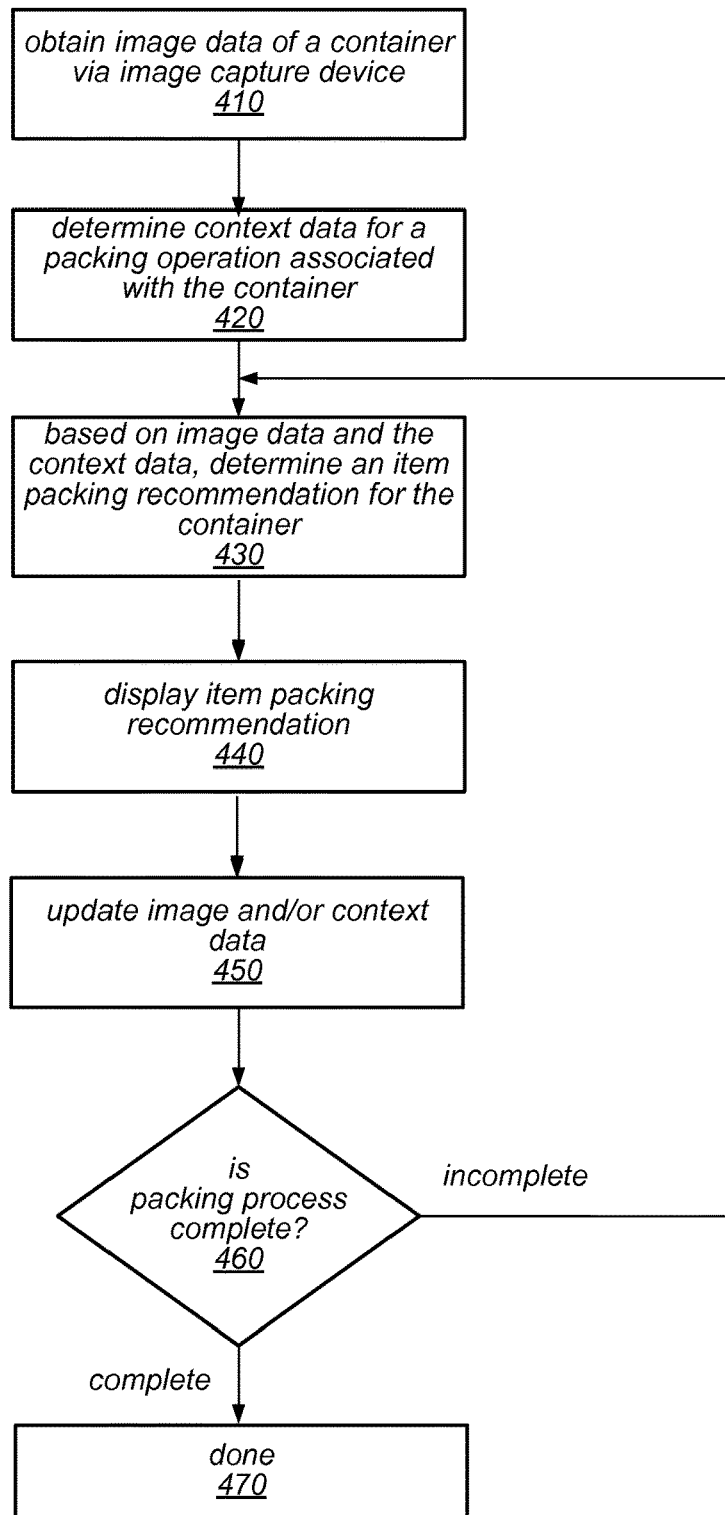 obtain image data of a container
via image capture device
410
determine context data for a
packing operation associated
with the container
420
based on image data and the
context data, determine an item
packing recommendation for the
container
430
display item packing
recommendation
440
update image and/or context
data
450
is
packing process
complete?
460
incomplete
complete
done
470